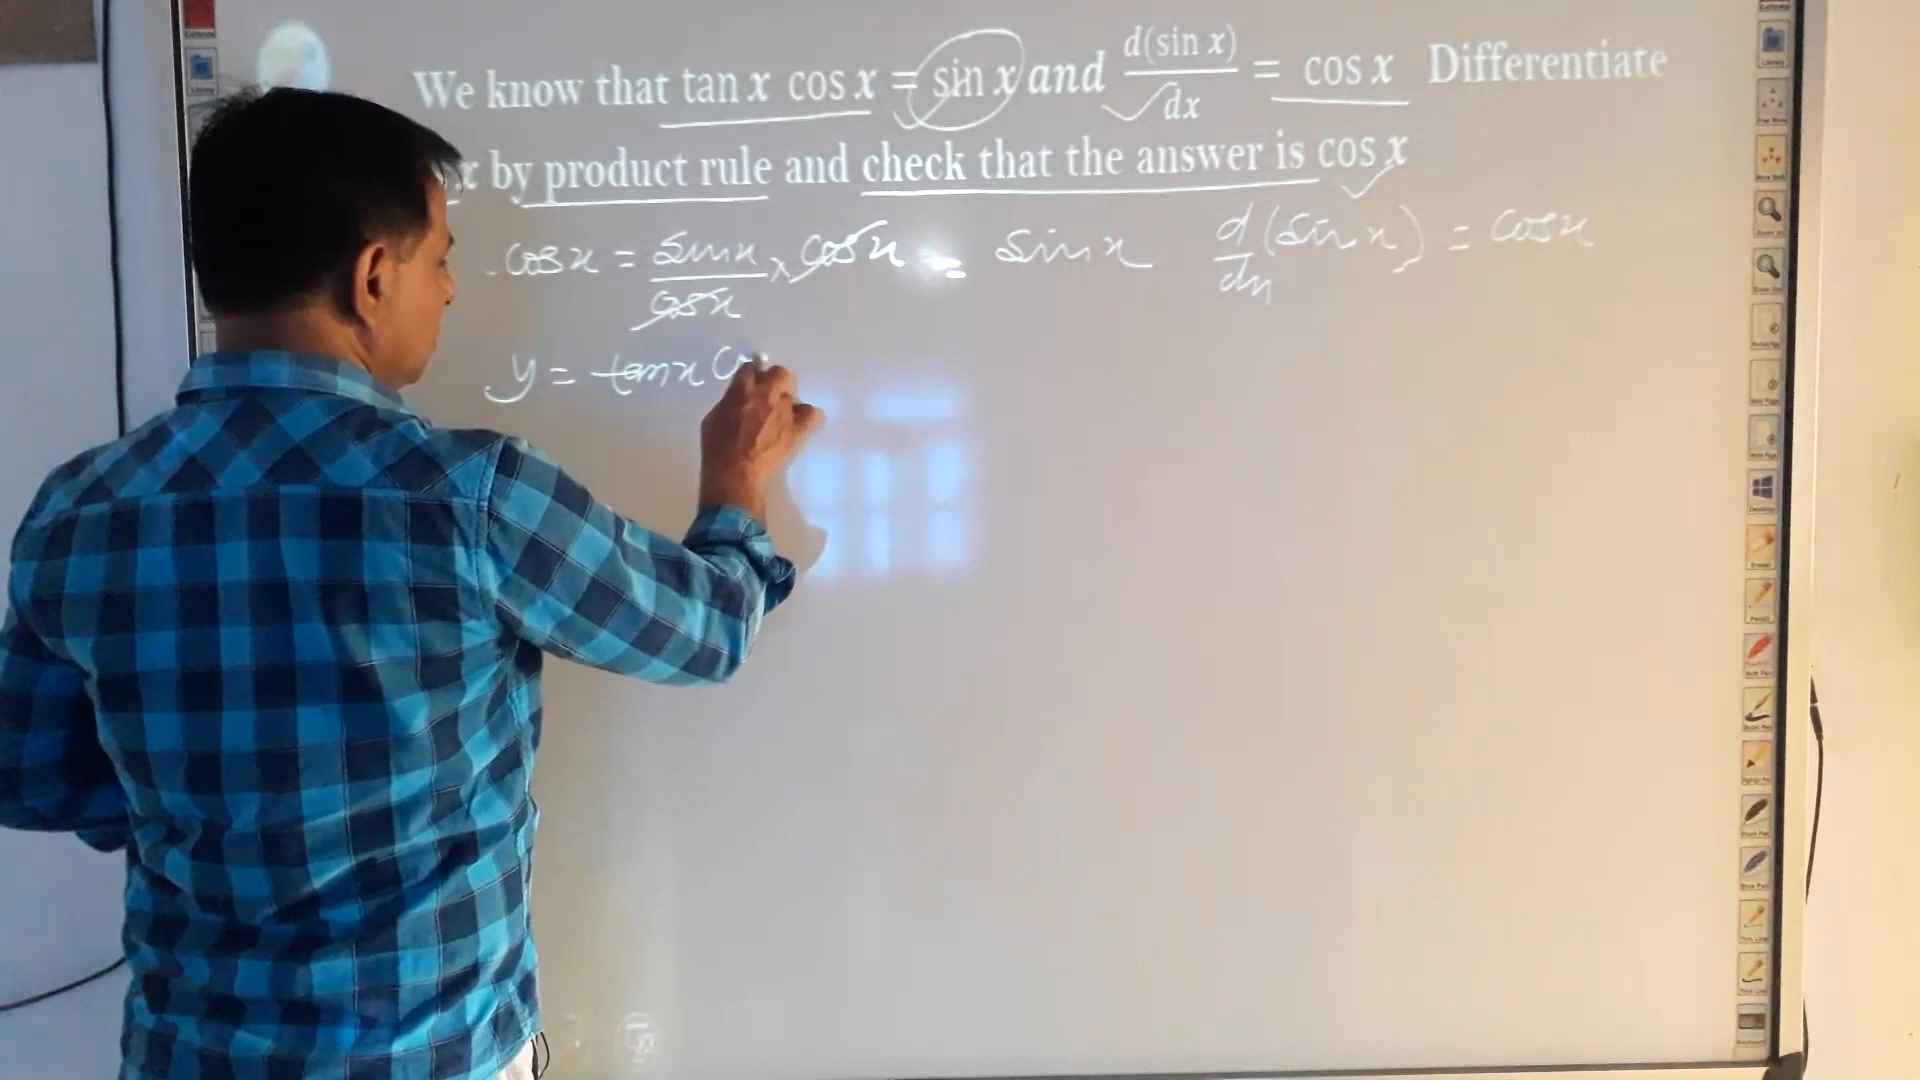 We know that tan x cos x = sin x and d(sin x)/dx = cos x Differentiate
x by product rule and check that the answer is cos x
cos x = sin x / cos x × cos x = sin x d/dx (sin x) = cos x
y = tan x co